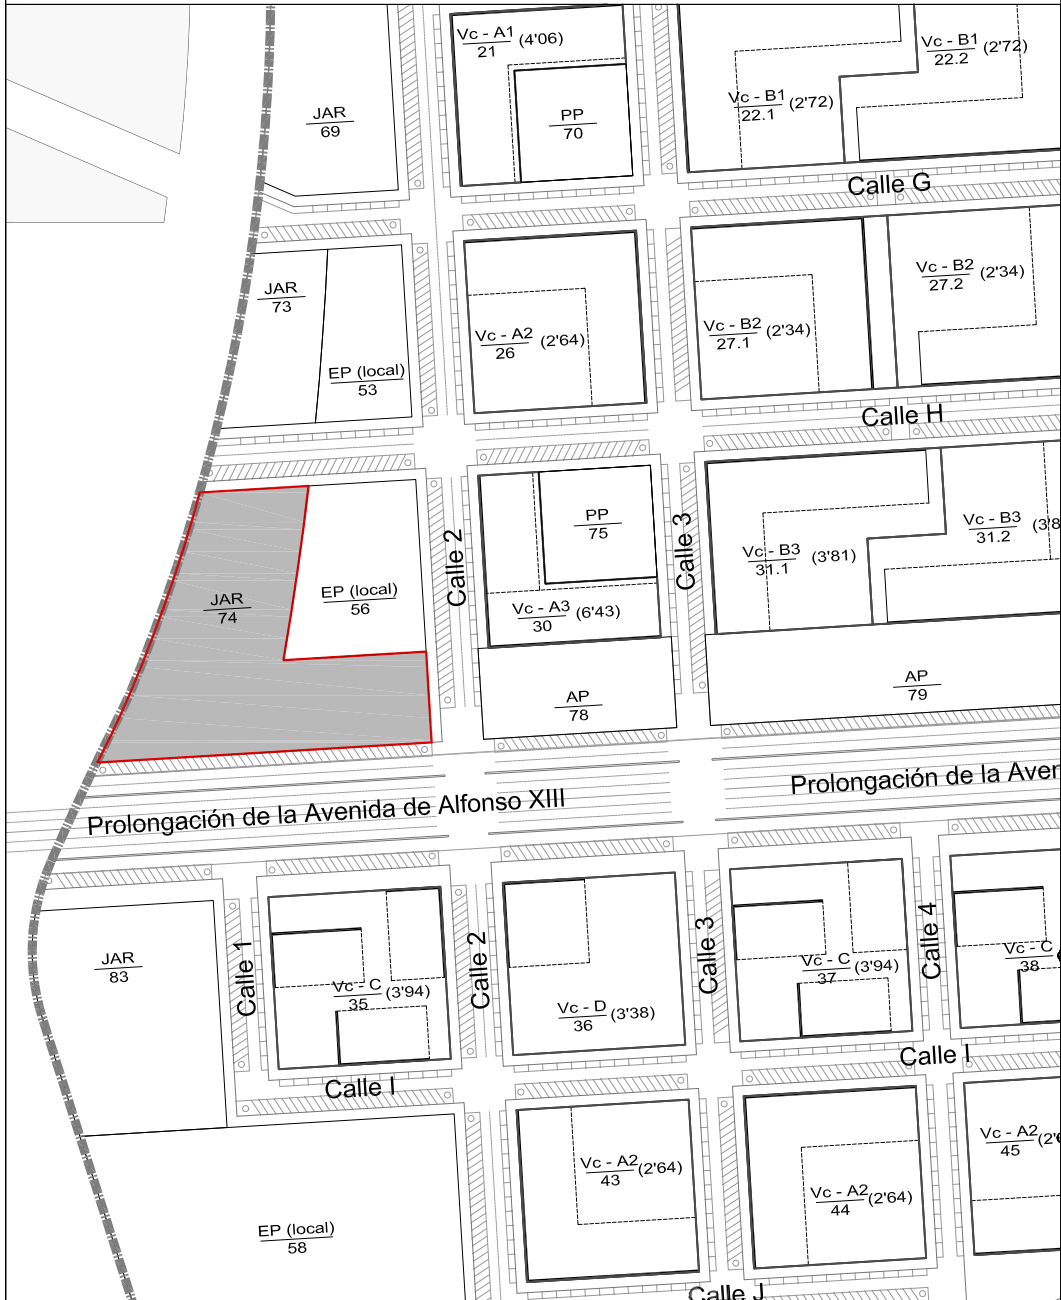 Vc - A1 (4'06)
21
Vc - B1 (2'72)
22.2
Vc - B1 (2'72)
22.1
JAR
69
PP
70
Calle G
JAR
73
Vc - B2 (2'34)
27.2
Vc - A2 (2'64)
26
Vc - B2 (2'34)
27.1
EP (local)
53
Calle H
PP
75
Vc - B3 (3'8
31.2
Vc - B3 (3'81)
31.1
Calle 2
Calle 3
JAR
74
EP (local)
56
Vc - A3 (6'43)
30
AP
78
AP
79
Prolongación de la Avenida de Alfonso XIII
Prolongación de la Aven
JAR
83
Calle 1
Calle 2
Calle 3
Calle 4
Vc - C (3'94)
35
Vc - D (3'38)
36
Vc - C (3'94)
37
Vc - C
38
Calle I
Calle I
Vc - A2 (2'64)
43
Vc - A2 (2'64)
44
Vc - A2
45 (2'6
EP (local)
58
Calle J